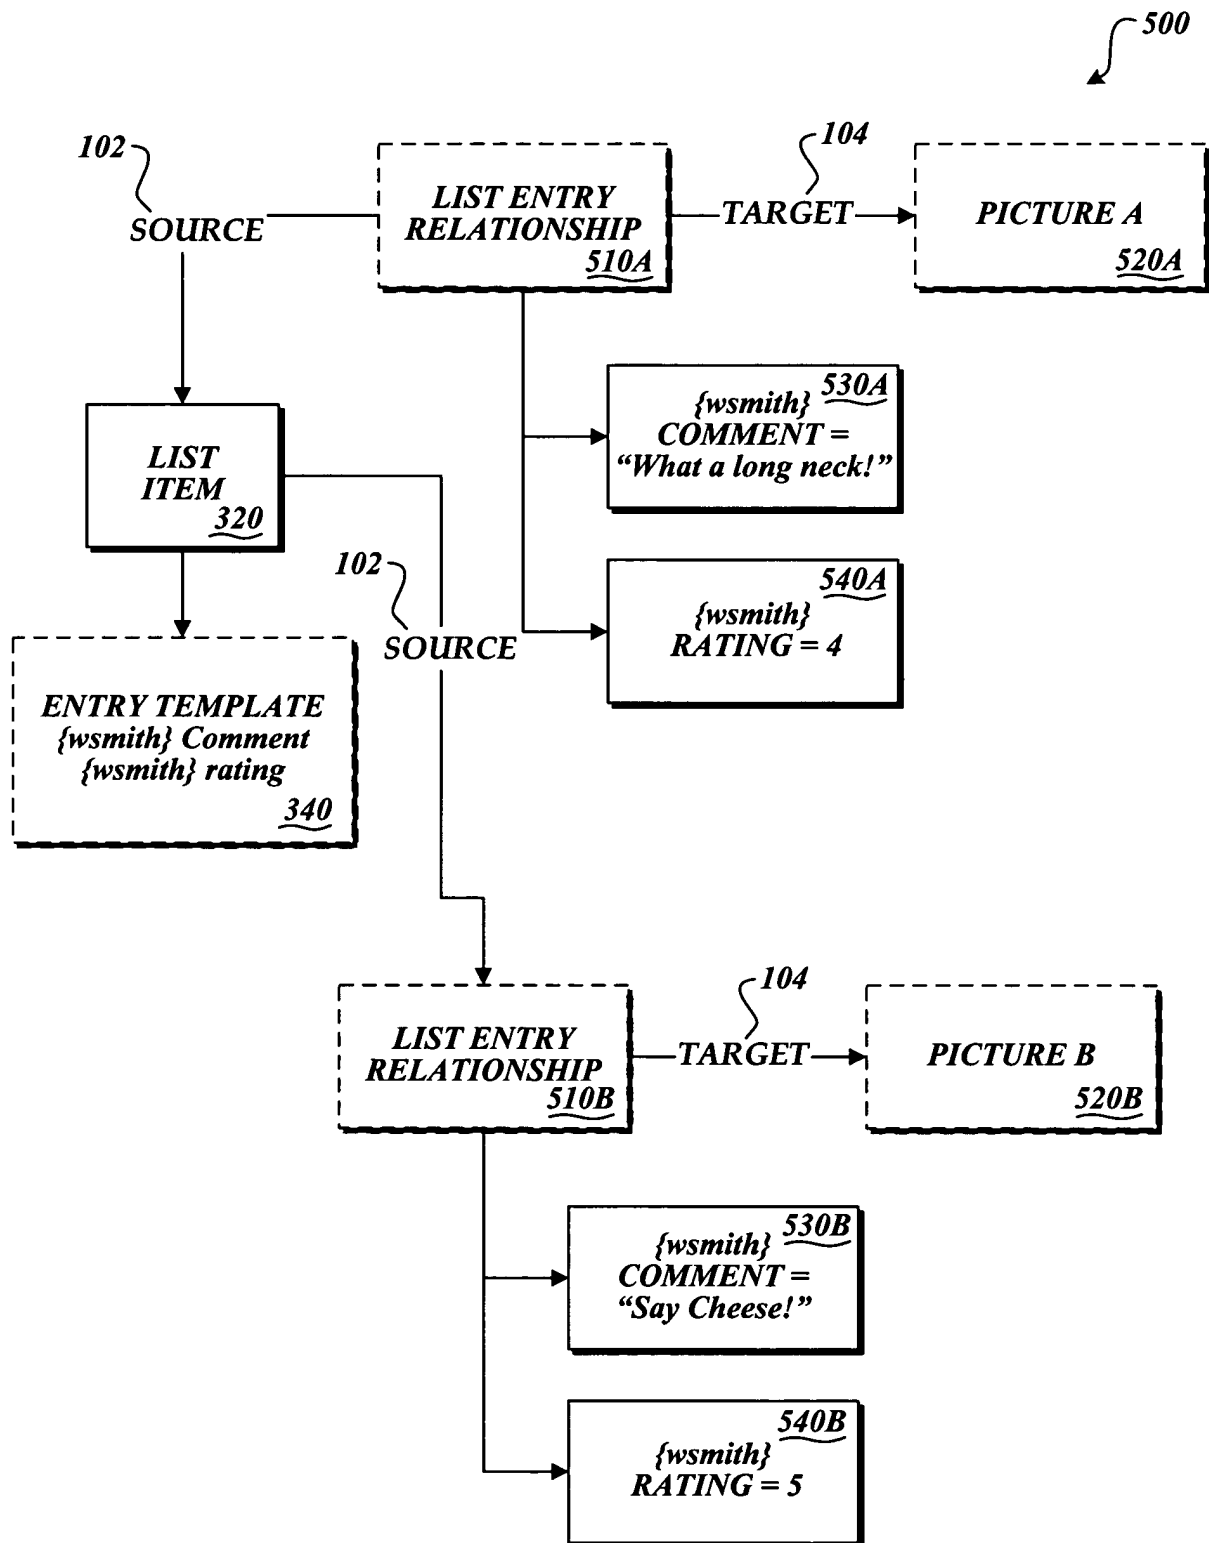 500
102
104
SOURCE
LIST ENTRY
RELATIONSHIP
510A
TARGET
PICTURE A
520A
530A
{wsmith}
COMMENT =
“What a long neck!”
LIST
ITEM
320
540A
{wsmith}
RATING = 4
102
SOURCE
ENTRY TEMPLATE
{wsmith} Comment
{wsmith} rating
340
104
LIST ENTRY
RELATIONSHIP
510B
TARGET
PICTURE B
520B
530B
{wsmith}
COMMENT =
“Say Cheese!”
540B
{wsmith}
RATING = 5